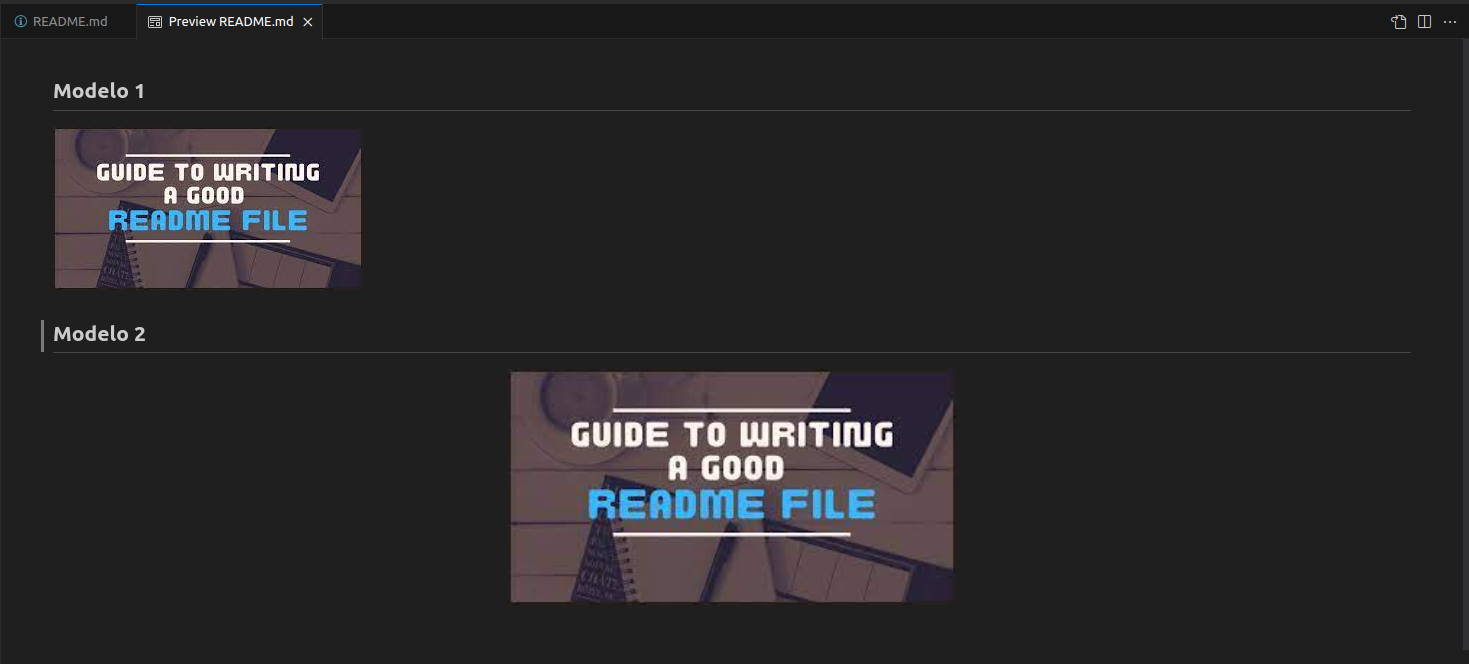 README.md
Preview README.md
Modelo 1
GUIDE TO WRITING
A GOOD
README FILE
Modelo 2
GUIDE TO WRITING
A GOOD
README FILE